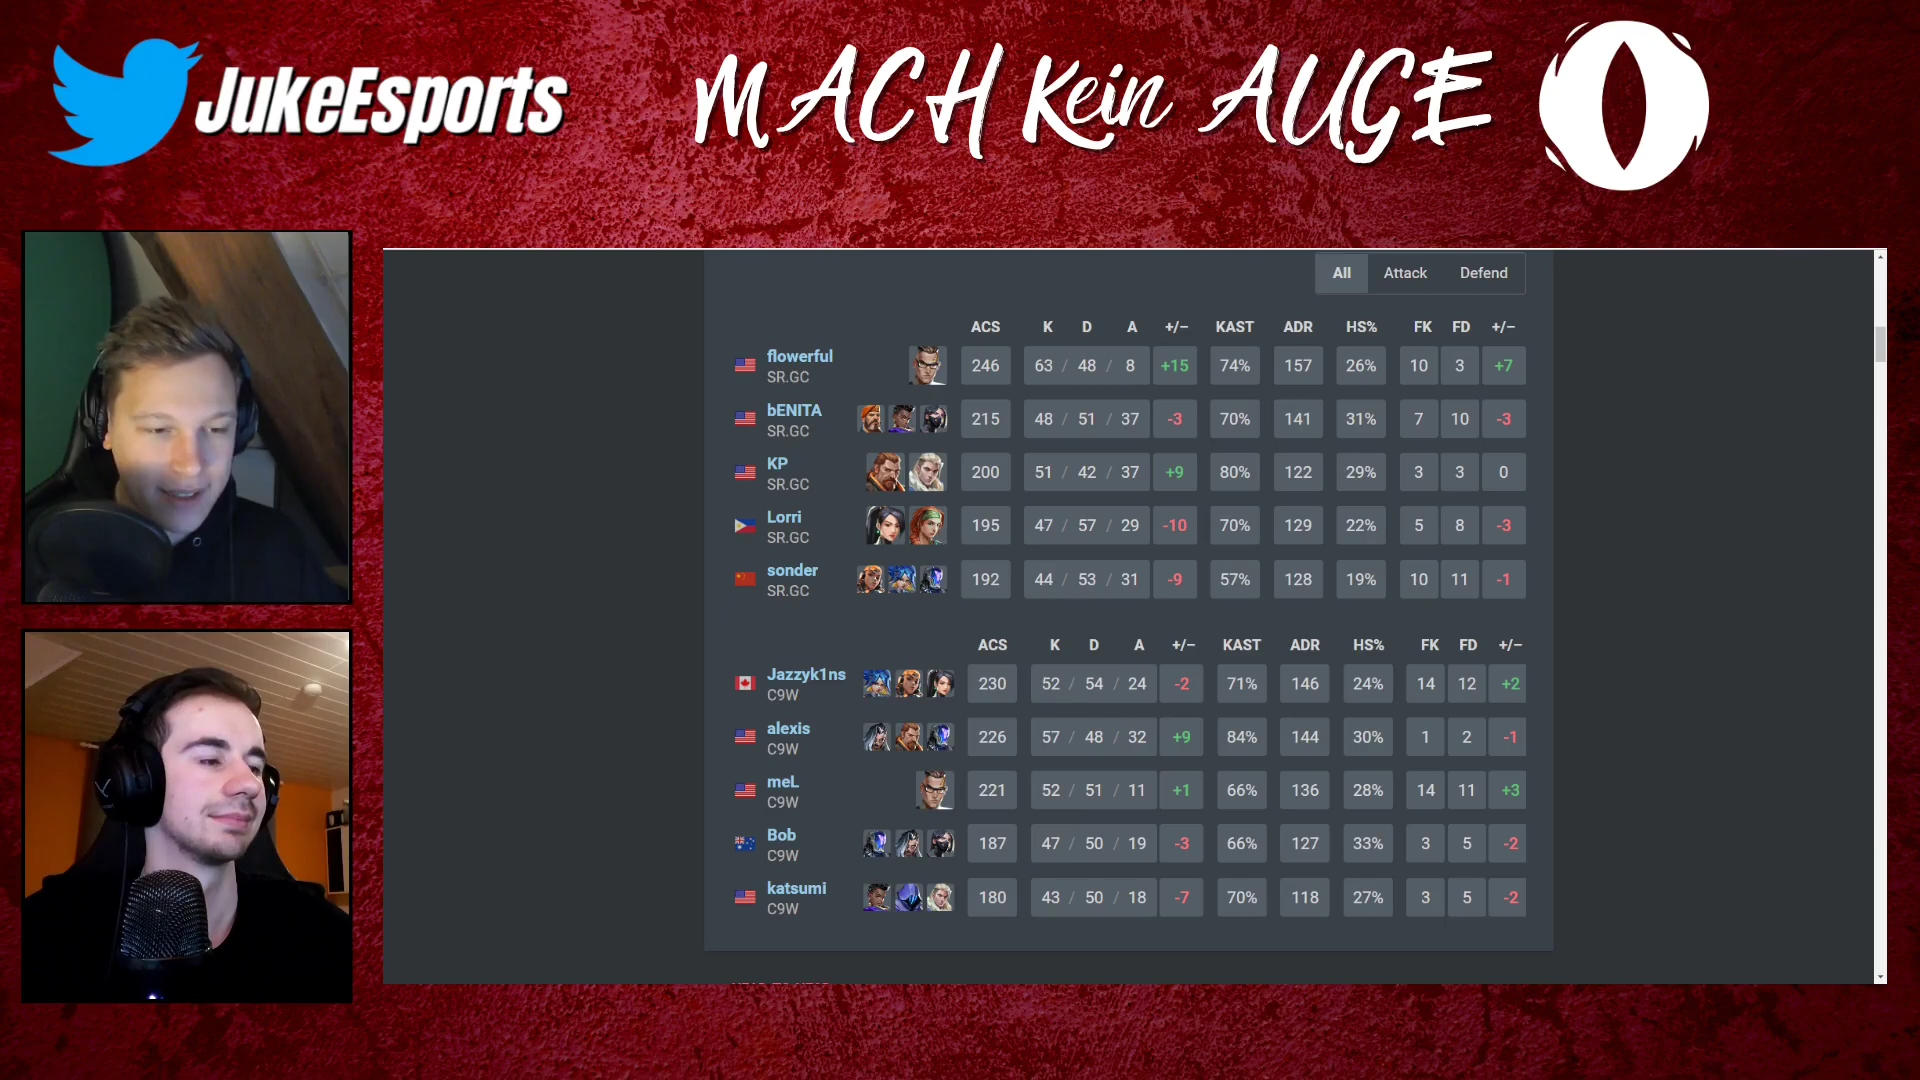 JukeEsports
MACH Kein AUGE
All Attack Defend
ACS K D A +/– KAST ADR HS% FK FD +/–
flowerful
SR.GC
246 63 / 48 / 8 +15 74% 157 26% 10 3 +7
bENITA
SR.GC
215 48 / 51 / 37 -3 70% 141 31% 7 10 -3
KP
SR.GC
200 51 / 42 / 37 +9 80% 122 29% 3 3 0
Lorri
SR.GC
195 47 / 57 / 29 -10 70% 129 22% 5 8 -3
sonder
SR.GC
192 44 / 53 / 31 -9 57% 128 19% 10 11 -1
ACS K D A +/– KAST ADR HS% FK FD +/–
Jazzyk1ns
C9W
230 52 / 54 / 24 -2 71% 146 24% 14 12 +2
alexis
C9W
226 57 / 48 / 32 +9 84% 144 30% 1 2 -1
meL
C9W
221 52 / 51 / 11 +1 66% 136 28% 14 11 +3
Bob
C9W
187 47 / 50 / 19 -3 66% 127 33% 3 5 -2
katsumi
C9W
180 43 / 50 / 18 -7 70% 118 27% 3 5 -2